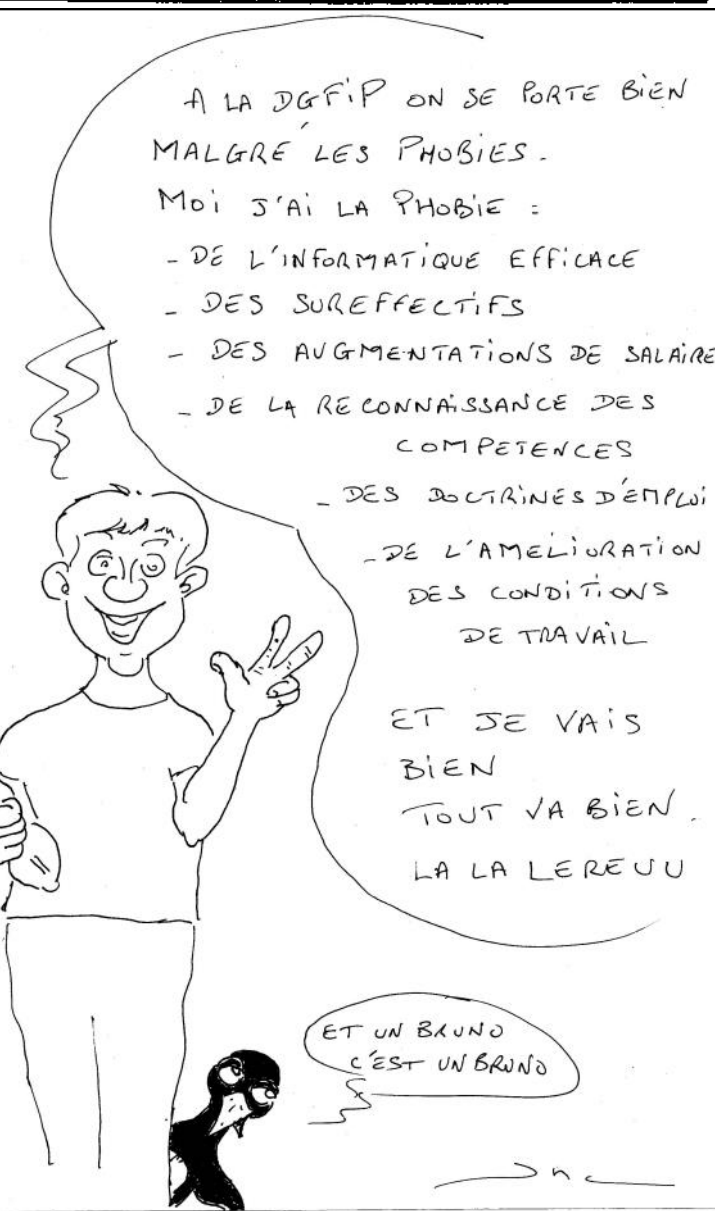 A LA DGFiP ON SE PORTE BiEN
MALGRÉ LES PHOBIES.
MOi J'Ai LA PHOBiE :
- DE L'iNFORMATiQUE EFFiCACE
- DES SUREFFECTiFS
- DES AUGMENTATiONS DE SALAiRE
- DE LA RECONNAiSSANCE DES
COMPETENCES
- DES DOCTRiNES D'EMPLOi
- DE L'AMELiORATiON
DES CONDiTiONS
DE TRAVAiL
ET JE VAiS
BiEN
TOUT VA BiEN.
LA LA LEREUU
ET UN BRUNO
C'EST UN BRUNO